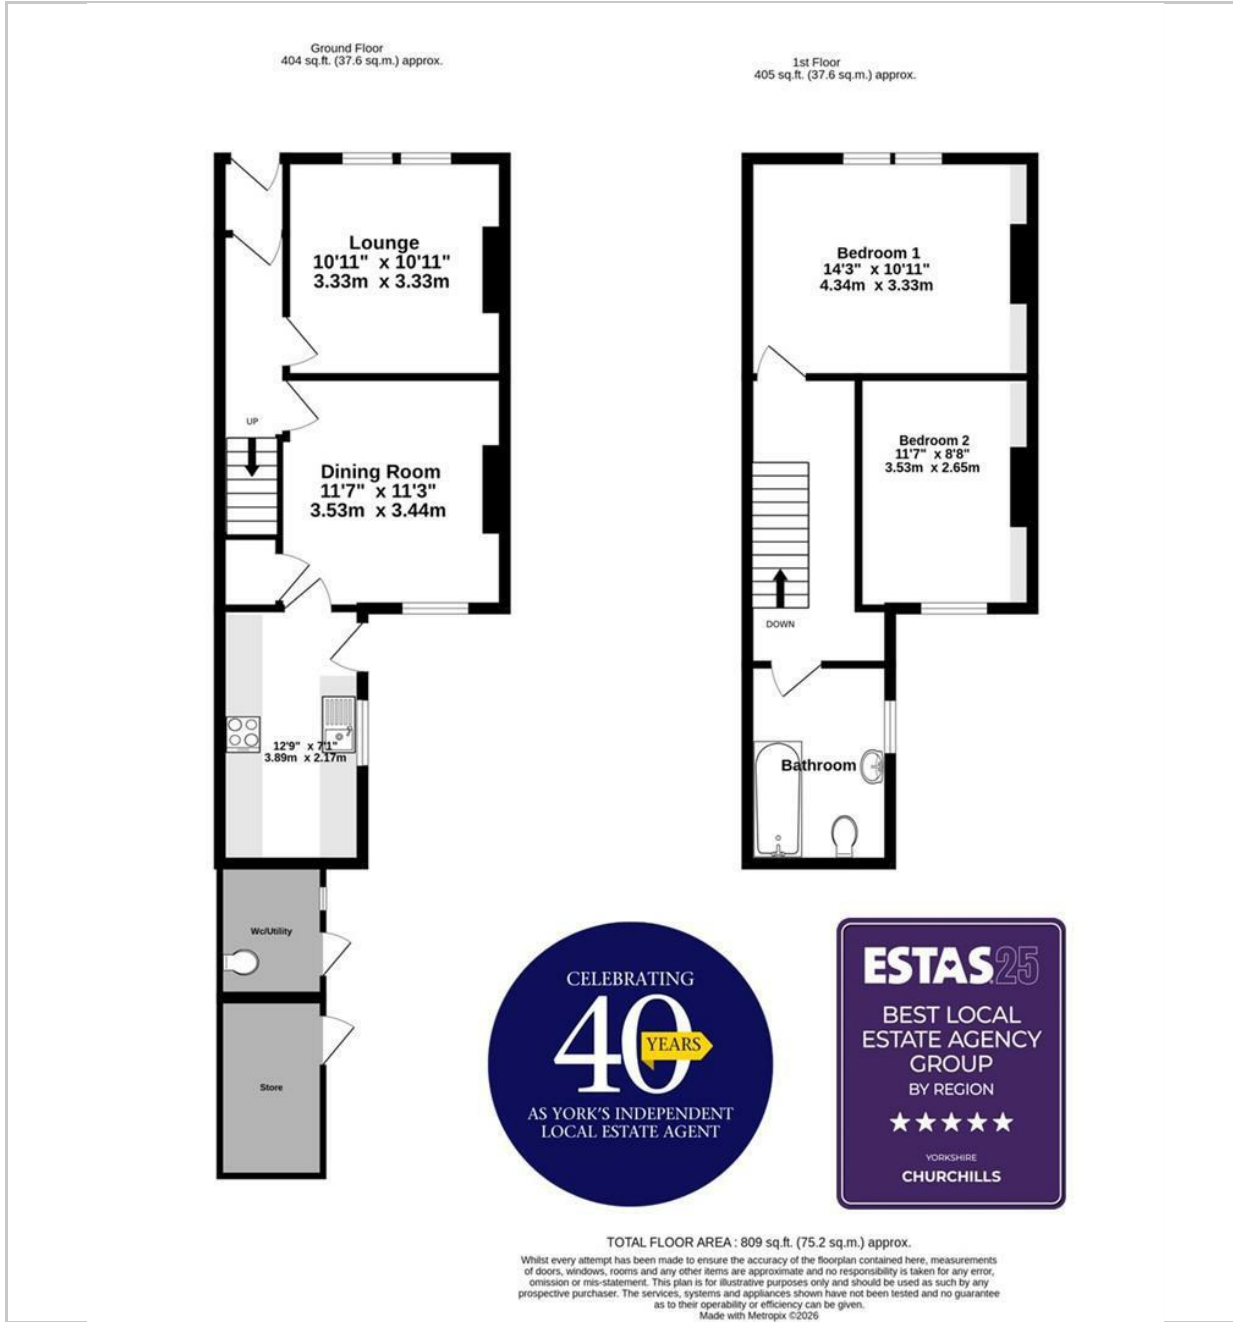 Ground Floor
404 sq.ft. (37.6 sq.m.) approx.
1st Floor
405 sq.ft. (37.6 sq.m.) approx.
Lounge
10'11" x 10'11"
3.33m x 3.33m
UP
Dining Room
11'7" x 11'3"
3.53m x 3.44m
12'9" x 7'1"
3.89m x 2.17m
Wc/Utility
Store
Bedroom 1
14'3" x 10'11"
4.34m x 3.33m
Bedroom 2
11'7" x 8'8"
3.53m x 2.65m
DOWN
Bathroom
CELEBRATING
40
YEARS
AS YORK'S INDEPENDENT
LOCAL ESTATE AGENT
ESTAS 25
BEST LOCAL
ESTATE AGENCY
GROUP
BY REGION
YORKSHIRE
CHURCHILLS
TOTAL FLOOR AREA : 809 sq.ft. (75.2 sq.m.) approx.
Whilst every attempt has been made to ensure the accuracy of the floorplan contained here, measurements
of doors, windows, rooms and any other items are approximate and no responsibility is taken for any error,
omission or mis-statement. This plan is for illustrative purposes only and should be used as such by any
prospective purchaser. The services, systems and appliances shown have not been tested and no guarantee
as to their operability or efficiency can be given.
Made with Metropix ©2026